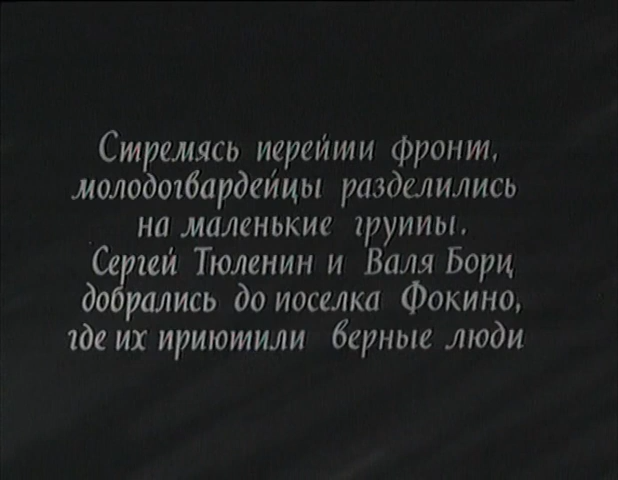 Стремясь перейти фронт,
молодогвардейцы разделились
на маленькие группы.
Сергей Тюленин и Валя Борц
добрались до поселка Фокино,
где их приютили верные люди